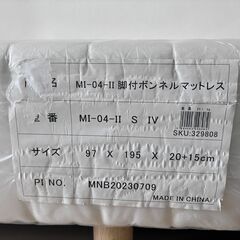 MI-04-II 脚付ボンネルマットレス
品番 MI-04-II S IV
SKU:329808
サイズ 97 X 195 X 20+15cm
PI NO. MNB20230709
MADE IN CHINA